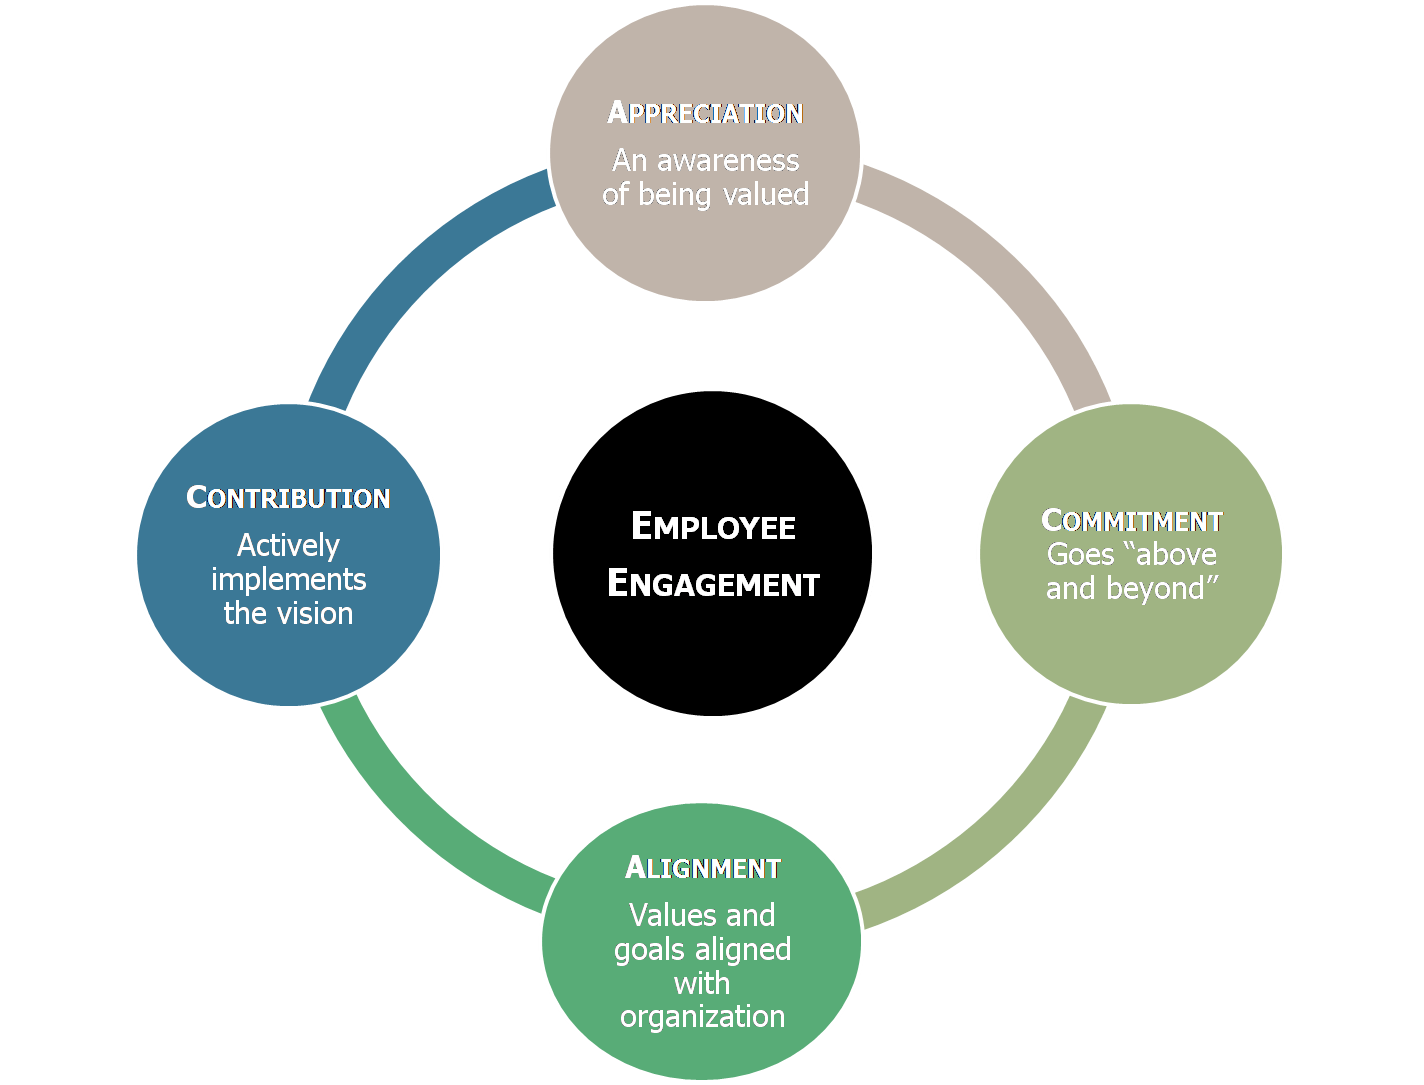 APPRECIATION
An awareness
of being valued
CONTRIBUTION
Actively
implements
the vision
EMPLOYEE
ENGAGEMENT
COMMITMENT
Goes “above
and beyond”
ALIGNMENT
Values and
goals aligned
with
organization